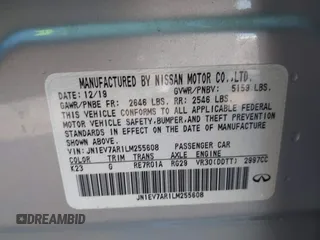 MANUFACTURED BY NISSAN MOTOR CO.,LTD.
DATE: 12/19 GVWR/PNBV: 5159 LBS.
GAWR/PNBE FR: 2646 LBS. RR: 2546 LBS.
THIS VEHICLE CONFORMS TO ALL APPLICABLE FEDERAL
MOTOR VEHICLE SAFETY, BUMPER, AND THEFT PREVENTION
STANDARDS IN EFFECT ON THE DATE OF MANUFACTURE
SHOWN ABOVE.
VIN: JN1EV7AR1LM255608 PASSENGER CAR
COLOR TRIM TRANS AXLE ENGINE
K23 G RE7R01A RG29 VR30(DDTT) 2997CC
JN1EV7AR1LM255608
DREAMBID